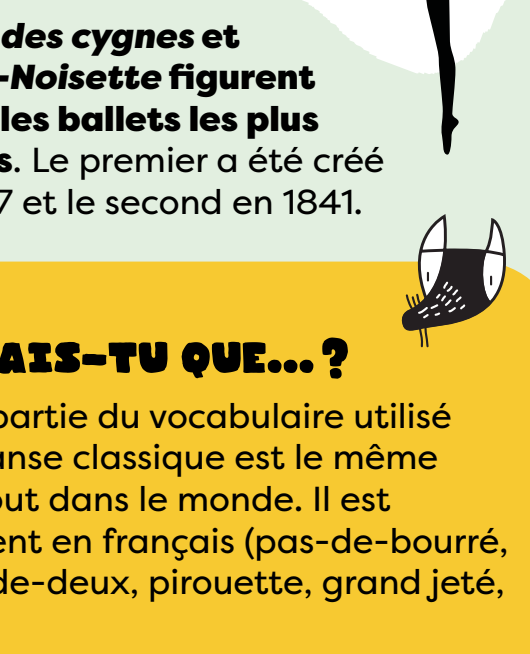 des cygnes et
-Noisette figurent
les ballets les plus
s. Le premier a été créé
7 et le second en 1841.
AIS-TU QUE... ?
partie du vocabulaire utilisé
anse classique est le même
out dans le monde. Il est
ent en français (pas-de-bourré,
de-deux, pirouette, grand jeté,